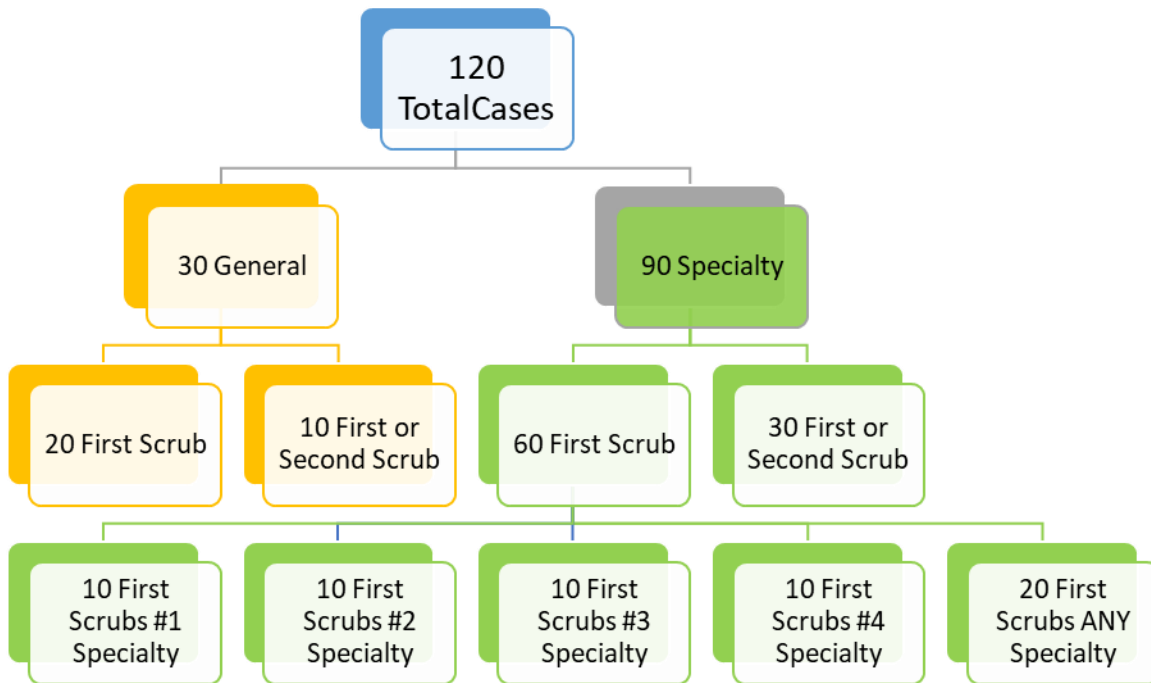 120
TotalCases
30 General
90 Specialty
20 First Scrub
10 First or
Second Scrub
60 First Scrub
30 First or
Second Scrub
10 First
Scrubs #1
Specialty
10 First
Scrubs #2
Specialty
10 First
Scrubs #3
Specialty
10 First
Scrubs #4
Specialty
20 First
Scrubs ANY
Specialty